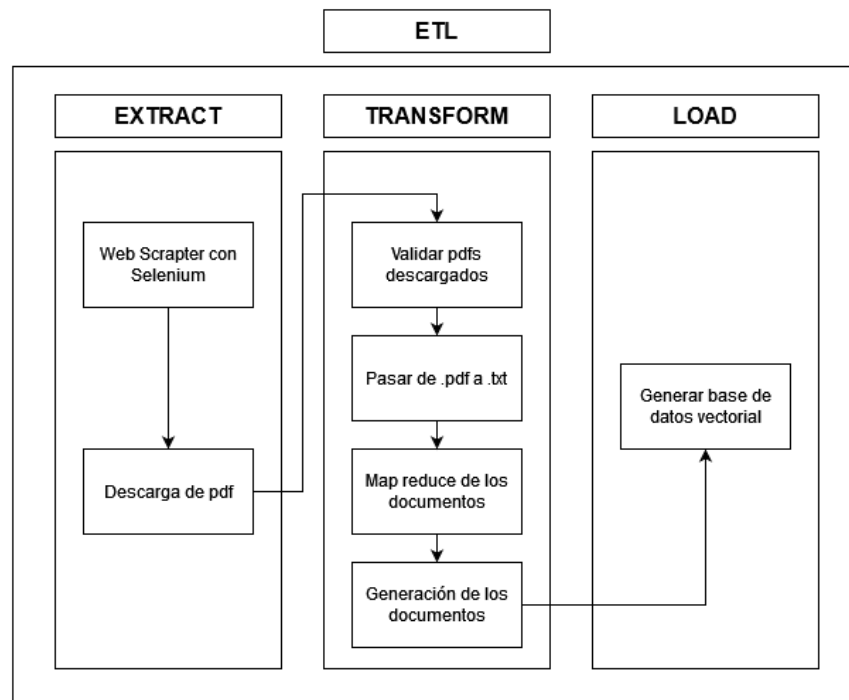 ETL
EXTRACT
Web Scrapter con
Selenium
Descarga de pdf
TRANSFORM
Validar pdfs
descargados
Pasar de .pdf a .txt
Map reduce de los
documentos
Generación de los
documentos
LOAD
Generar base de
datos vectorial